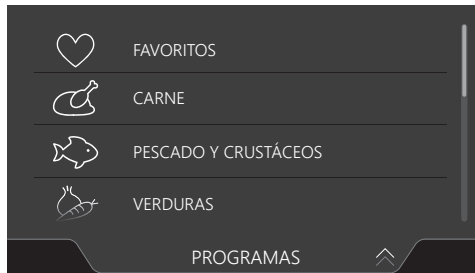 FAVORITOS
CARNE
PESCADO Y CRUSTÁCEOS
VERDURAS
PROGRAMAS